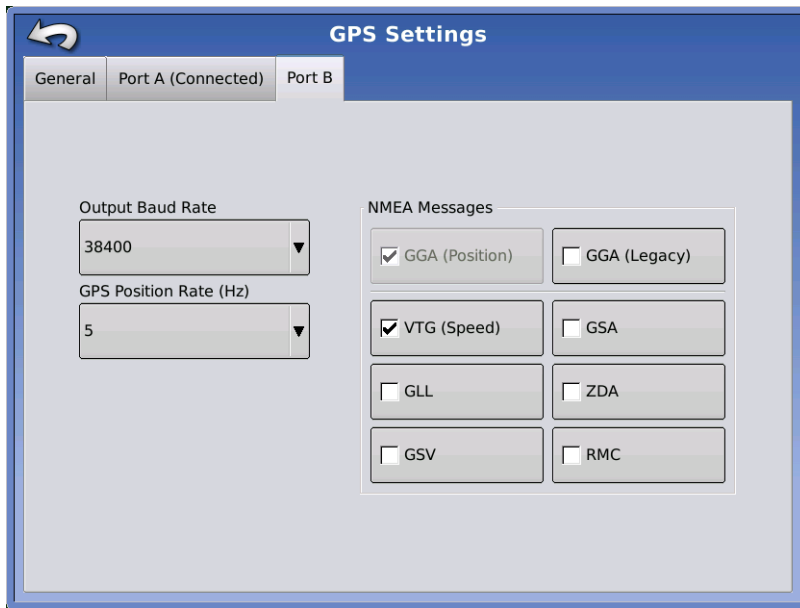 GPS Settings
General
Port A (Connected)
Port B
Output Baud Rate
38400
GPS Position Rate (Hz)
5
NMEA Messages
GGA (Position)
GGA (Legacy)
VTG (Speed)
GSA
GLL
ZDA
GSV
RMC